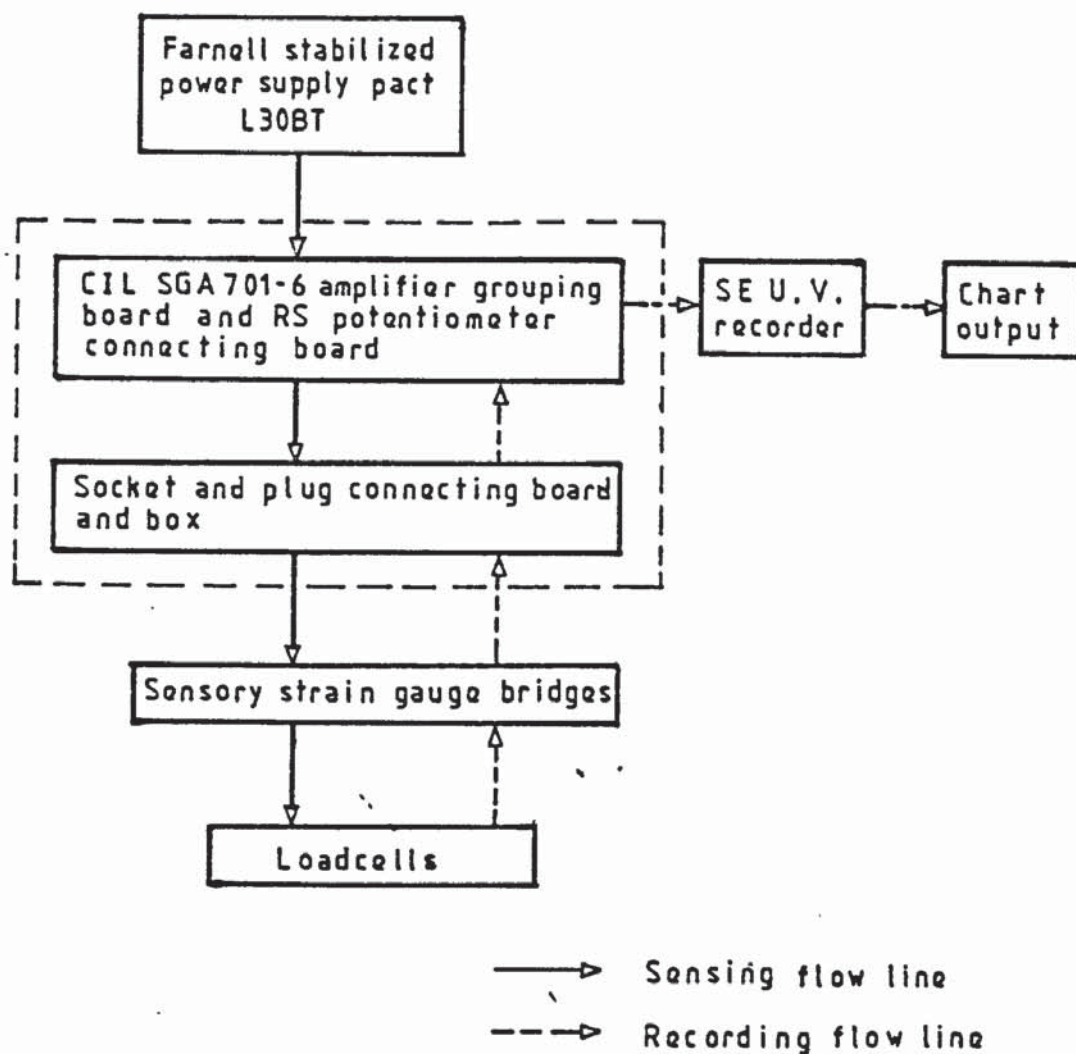 Farnell stabilized
power supply pact
L30BT
CIL SGA 701-6 amplifier grouping
board and RS potentiometer
connecting board
SE U.V.
recorder
Chart
output
Socket and plug connecting board
and box
Sensory strain gauge bridges
Loadcells
Sensing flow line
Recording flow line